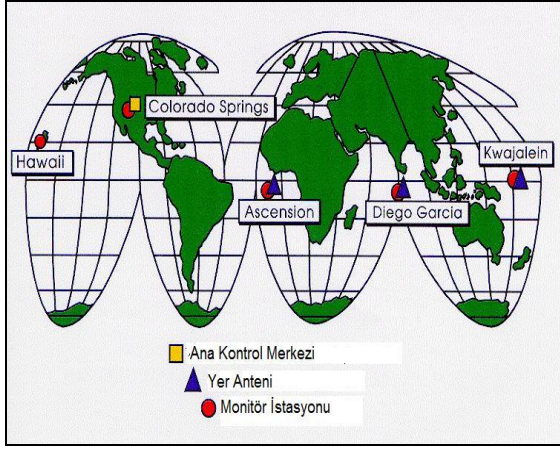 Colorado Springs
Hawaii
Kwajalein
Ascension
Diego Garcia
Ana Kontrol Merkezi
Yer Anteni
Monitör İstasyonu